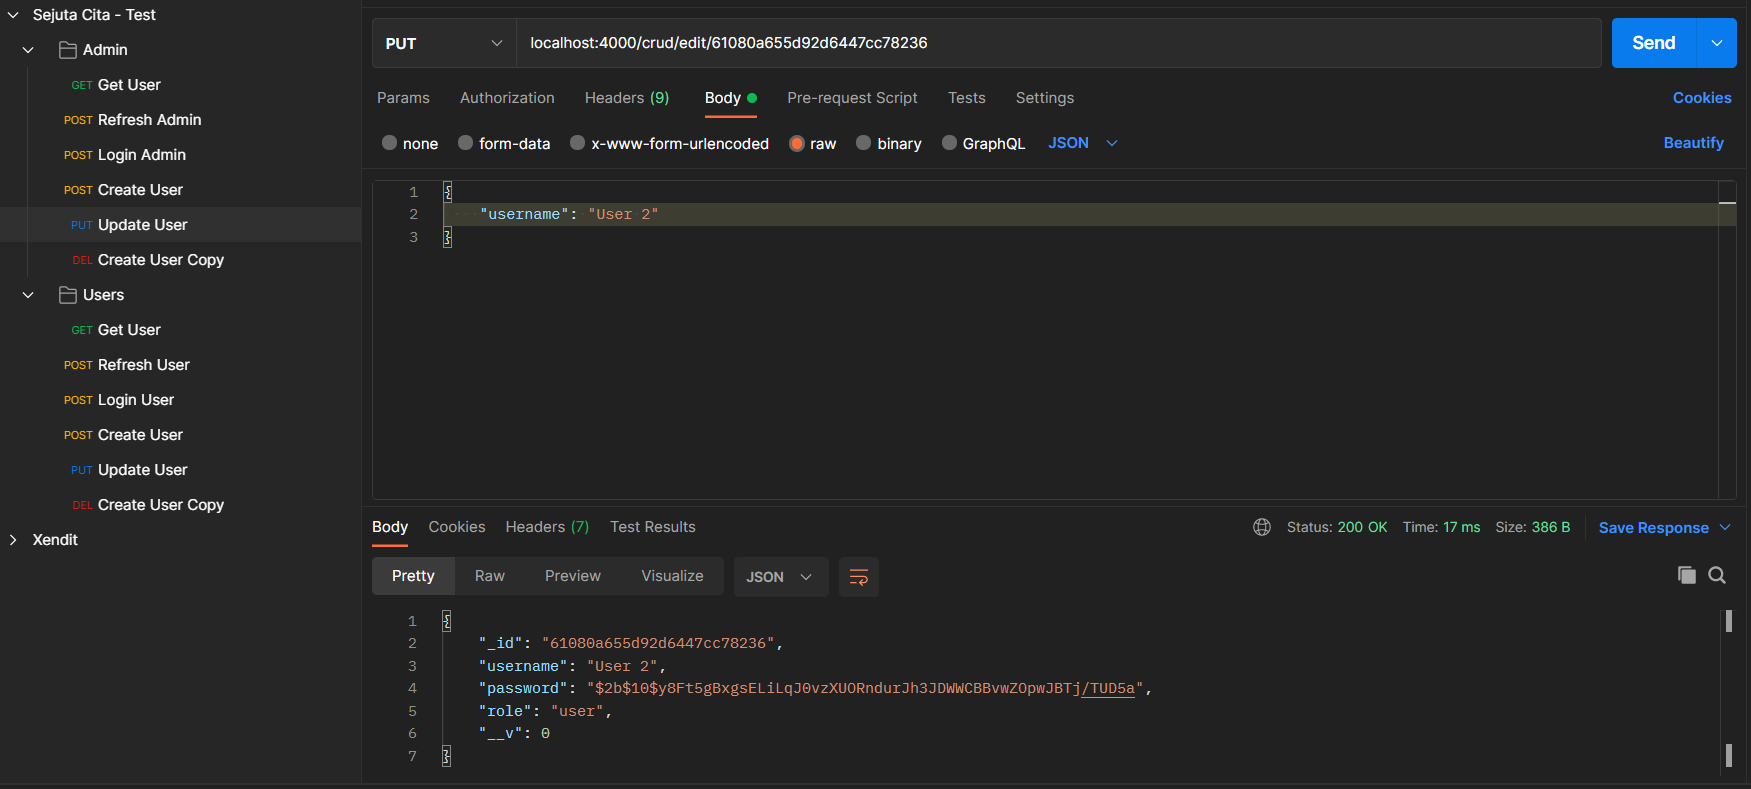 Sejuta Cita - Test
Admin
GET Get User
POST Refresh Admin
POST Login Admin
POST Create User
PUT Update User
DEL Create User Copy
Users
GET Get User
POST Refresh User
POST Login User
POST Create User
PUT Update User
DEL Create User Copy
Xendit
PUT localhost:4000/crud/edit/61080a655d92d6447cc78236 Send
Params Authorization Headers (9) Body Pre-request Script Tests Settings Cookies
none form-data x-www-form-urlencoded raw binary GraphQL JSON Beautify
1 {
2 "username": "User 2"
3 }
Body Cookies Headers (7) Test Results Status: 200 OK Time: 17 ms Size: 386 B Save Response
Pretty Raw Preview Visualize JSON
1 {
2 "_id": "61080a655d92d6447cc78236",
3 "username": "User 2",
4 "password": "$2b$10$y8Ft5gBxgsELiLqJ0vzXUORndurJh3JDWWCBBvwZOpwJBTj/TUD5a",
5 "role": "user",
6 "__v": 0
7 }